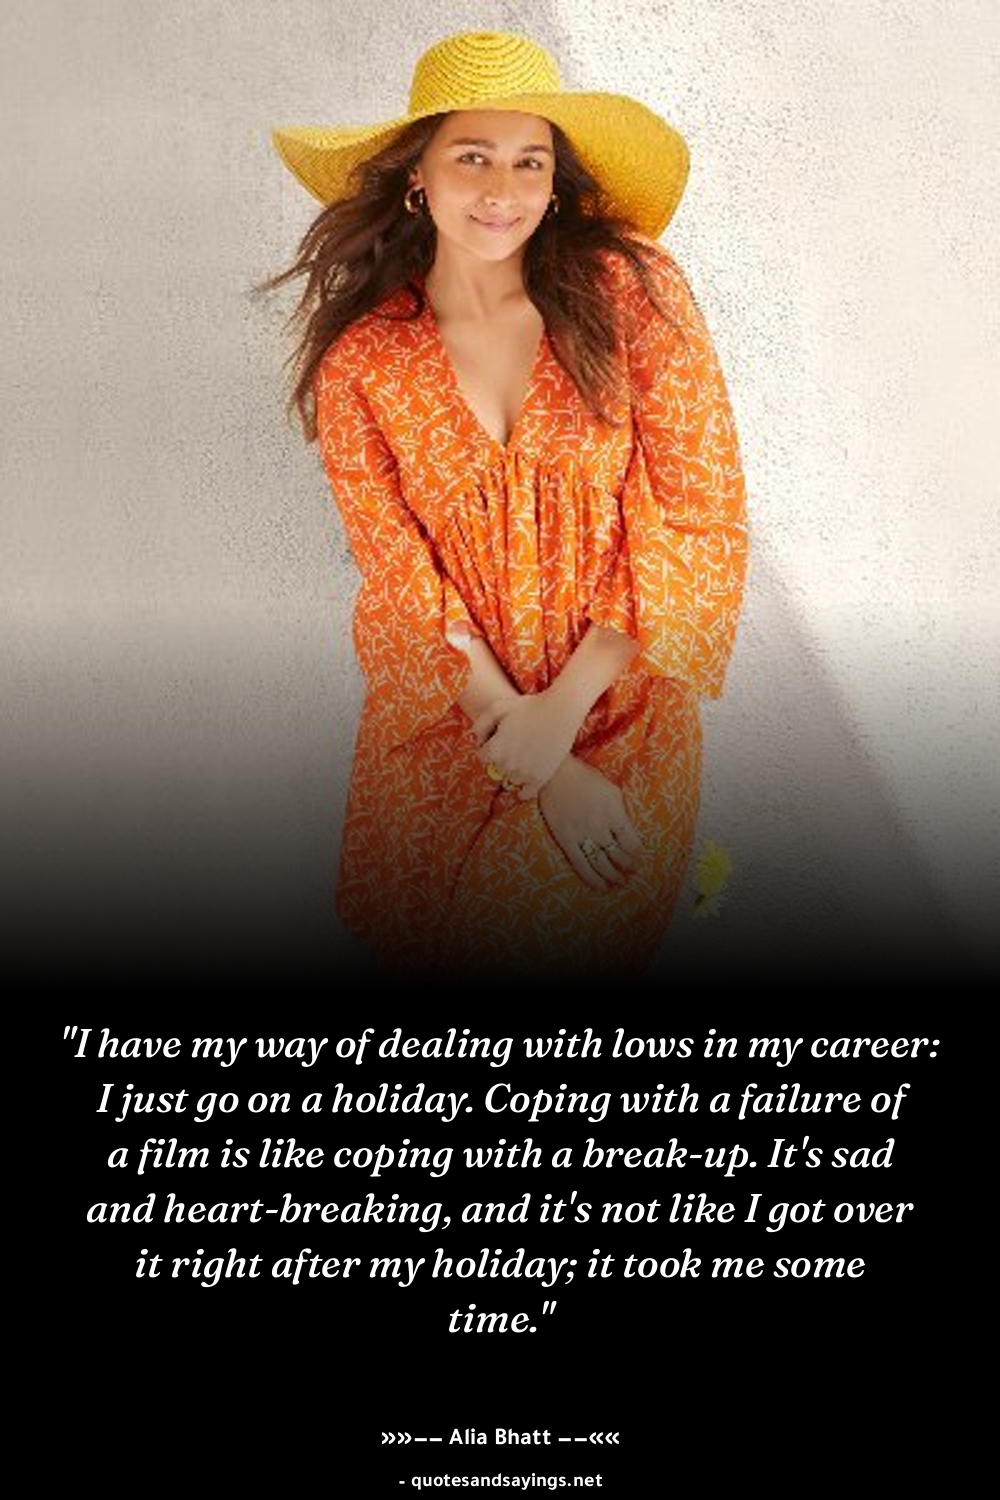 "I have my way of dealing with lows in my career:
I just go on a holiday. Coping with a failure of
a film is like coping with a break-up. It's sad
and heart-breaking, and it's not like I got over
it right after my holiday; it took me some
time."
»»−− Alia Bhatt −−««
- quotesandsayings.net